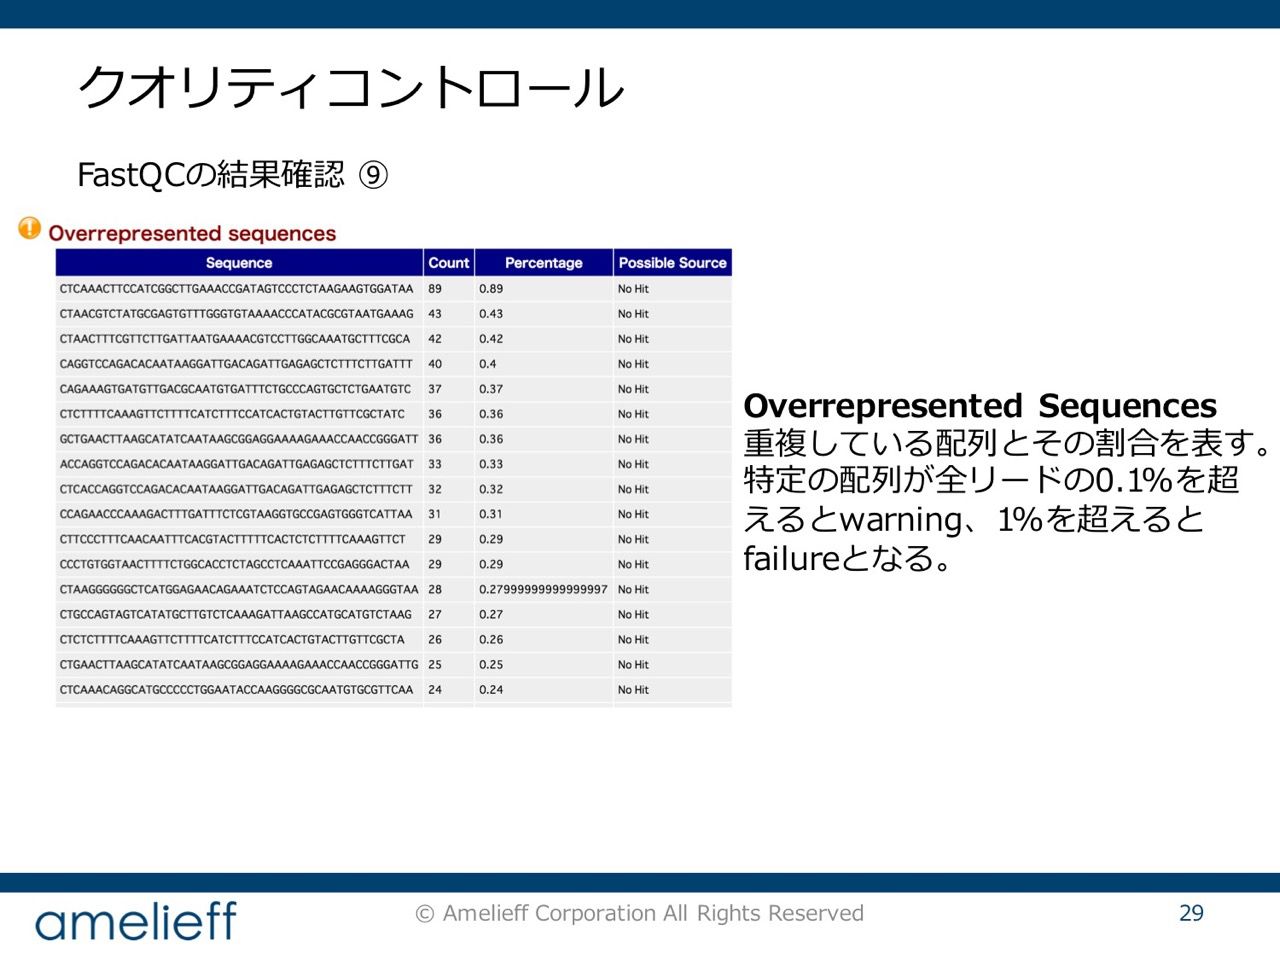 クオリティコントロール
FastQCの結果確認 ⑨
Overrepresented sequences
Sequence Count Percentage Possible Source
CTCAAACTTCCATCGGCTTGAAACCGATAGTCCCTCTAAGAAGTGGATAA 89 0.89 No Hit
CTAACGTCTATGCGAGTGTTTGGGTGTAAAACCCATACGCGTAATGAAAG 43 0.43 No Hit
CTAACTTTCGTTCTTGATTAATGAAAACGTCCTTGGCAAATGCTTTCGCA 42 0.42 No Hit
CAGGTCCAGACACAATAAGGATTGACAGATTGAGAGCTCTTTCTTGATTT 40 0.4 No Hit
CAGAAAGTGATGTTGACGCAATGTGATTTCTGCCCAGTGCTCTGAATGTC 37 0.37 No Hit
CTCTTTTCAAAGTTCTTTTCATCTTTCCATCACTGTACTTGTTCGCTATC 36 0.36 No Hit
GCTGAACTTAAGCATATCAATAAGCGGAGGAAAAGAAACCAACCGGGATT 36 0.36 No Hit
ACCAGGTCCAGACACAATAAGGATTGACAGATTGAGAGCTCTTTCTTGAT 33 0.33 No Hit
CTCACCAGGTCCAGACACAATAAGGATTGACAGATTGAGAGCTCTTTCTT 32 0.32 No Hit
CCAGAACCCAAAGACTTTGATTTCTCGTAAGGTGCCGAGTGGGTCATTAA 31 0.31 No Hit
CTTCCCTTTCAACAATTTCACGTACTTTTTCACTCTCTTTTCAAAGTTCT 29 0.29 No Hit
CCCTGTGGTAACTTTTCTGGCACCTCTAGCCTCAAATTCCGAGGGACTAA 29 0.29 No Hit
CTAAGGGGGGCTCATGGAGAACAGAAATCTCCAGTAGAACAAAAGGGTAA 28 0.27999999999999997 No Hit
CTGCCAGTAGTCATATGCTTGTCTCAAAGATTAAGCCATGCATGTCTAAG 27 0.27 No Hit
CTCTCTTTTCAAAGTTCTTTTCATCTTTCCATCACTGTACTTGTTCGCTA 26 0.26 No Hit
CTGAACTTAAGCATATCAATAAGCGGAGGAAAAGAAACCAACCGGGATTG 25 0.25 No Hit
CTCAAACAGGCATGCCCCCTGGAATACCAAGGGGCGCAATGTGCGTTCAA 24 0.24 No Hit
Overrepresented Sequences
重複している配列とその割合を表す。
特定の配列が全リードの0.1%を超
えるとwarning、1%を超えると
failureとなる。
amelieff
© Amelieff Corporation All Rights Reserved
29